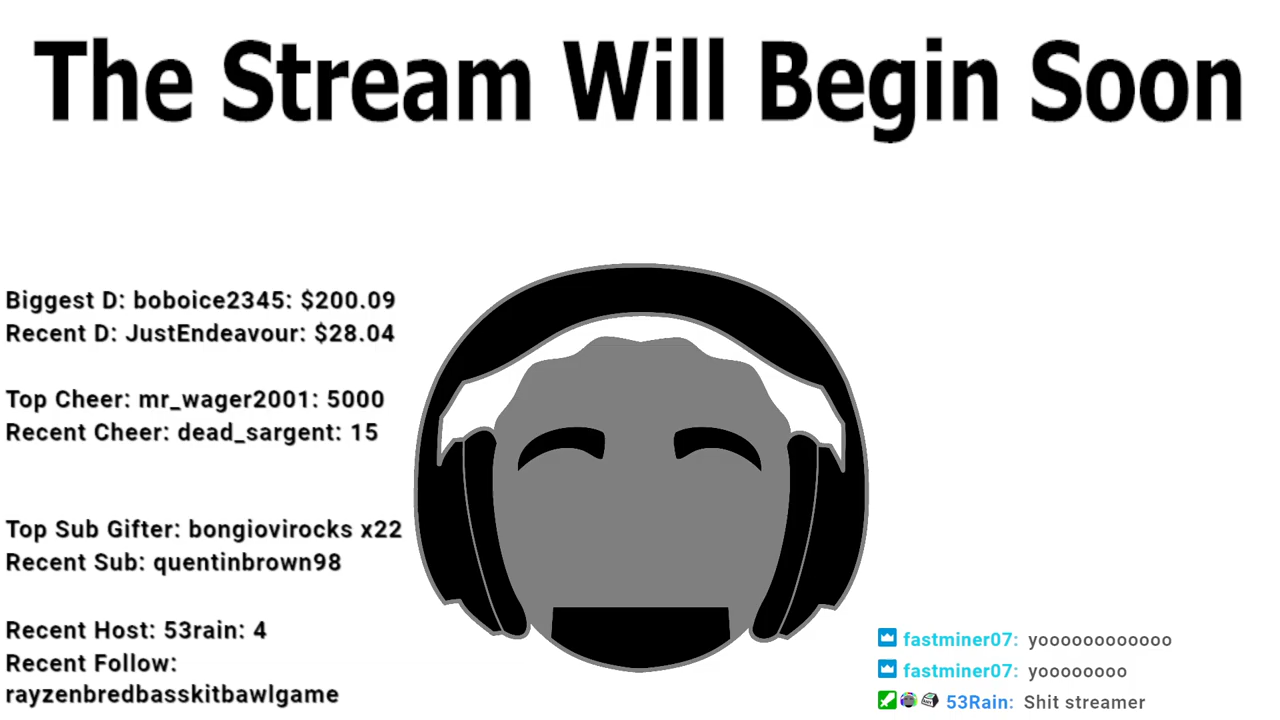 The Stream Will Begin Soon
Biggest D: boboice2345: $200.09
Recent D: JustEndeavour: $28.04
Top Cheer: mr_wager2001: 5000
Recent Cheer: dead_sargent: 15
Top Sub Gifter: bongiovirocks x22
Recent Sub: quentinbrown98
Recent Host: 53rain: 4
Recent Follow:
rayzenbredbasskitbawlgame
fastminer07: yoooooooooooo
fastminer07: yoooooooo
53Rain: Shit streamer